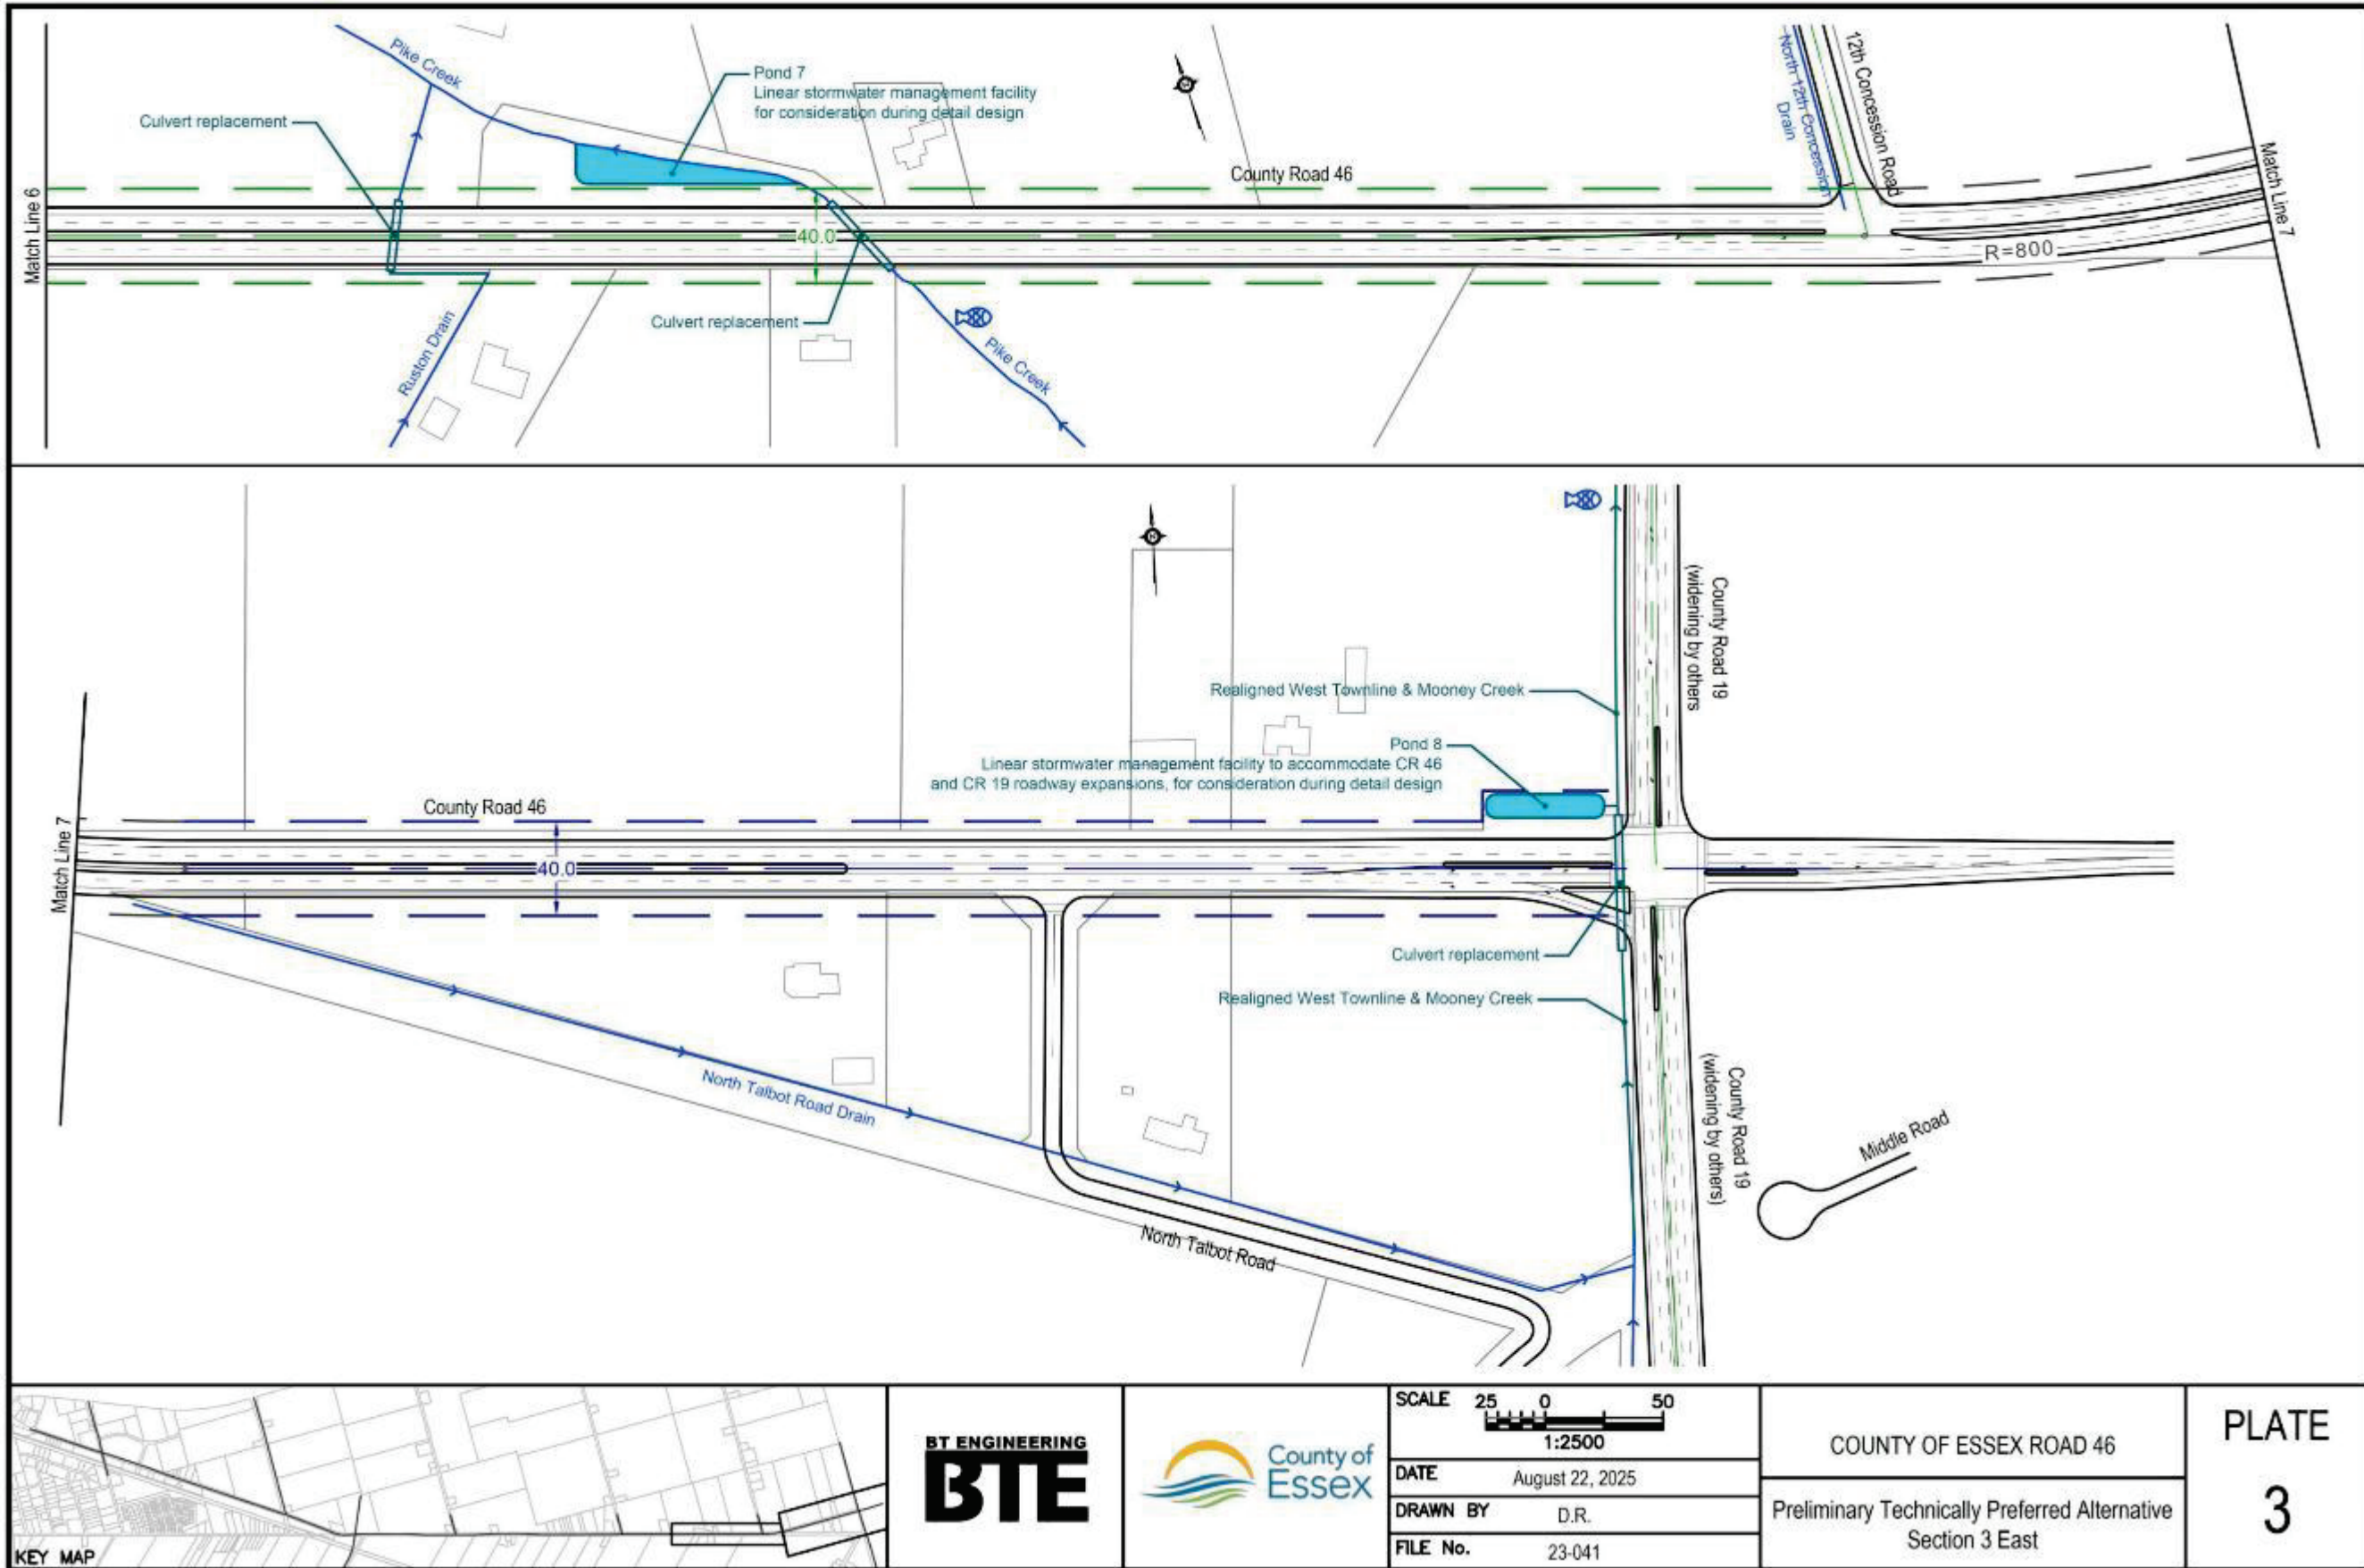 Pike Creek
Pond 7
Linear stormwater management facility
for consideration during detail design
Culvert replacement
North 12th Concession
Drain
12th Concession Road
County Road 46
Match Line 6
Match Line 7
40.0
R=800
Culvert replacement
Ruston Drain
Pike Creek
County Road 19
(widening by others
Realigned West Townline & Mooney Creek
Pond 8
Linear stormwater management facility to accommodate CR 46
and CR 19 roadway expansions, for consideration during detail design
County Road 46
Match Line 7
40.0
Culvert replacement
Realigned West Townline & Mooney Creek
North Talbot Road Drain
County Road 19
(widening by others)
Middle Road
North Talbot Road
KEY MAP
BT ENGINEERING
BTE
County of
Essex
SCALE 25 0 50
1:2500
DATE August 22, 2025
DRAWN BY D.R.
FILE No. 23-041
COUNTY OF ESSEX ROAD 46
Preliminary Technically Preferred Alternative
Section 3 East
PLATE
3